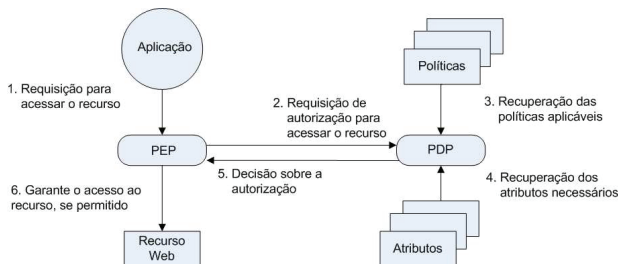 Aplicação
Políticas
1. Requisição para
acessar o recurso
2. Requisição de
autorização para
acessar o recurso
3. Recuperação das
políticas aplicáveis
PEP
PDP
5. Decisão sobre a
autorização
4. Recuperação dos
atributos necessários
6. Garante o acesso ao
recurso, se permitido
Recurso
Web
Atributos